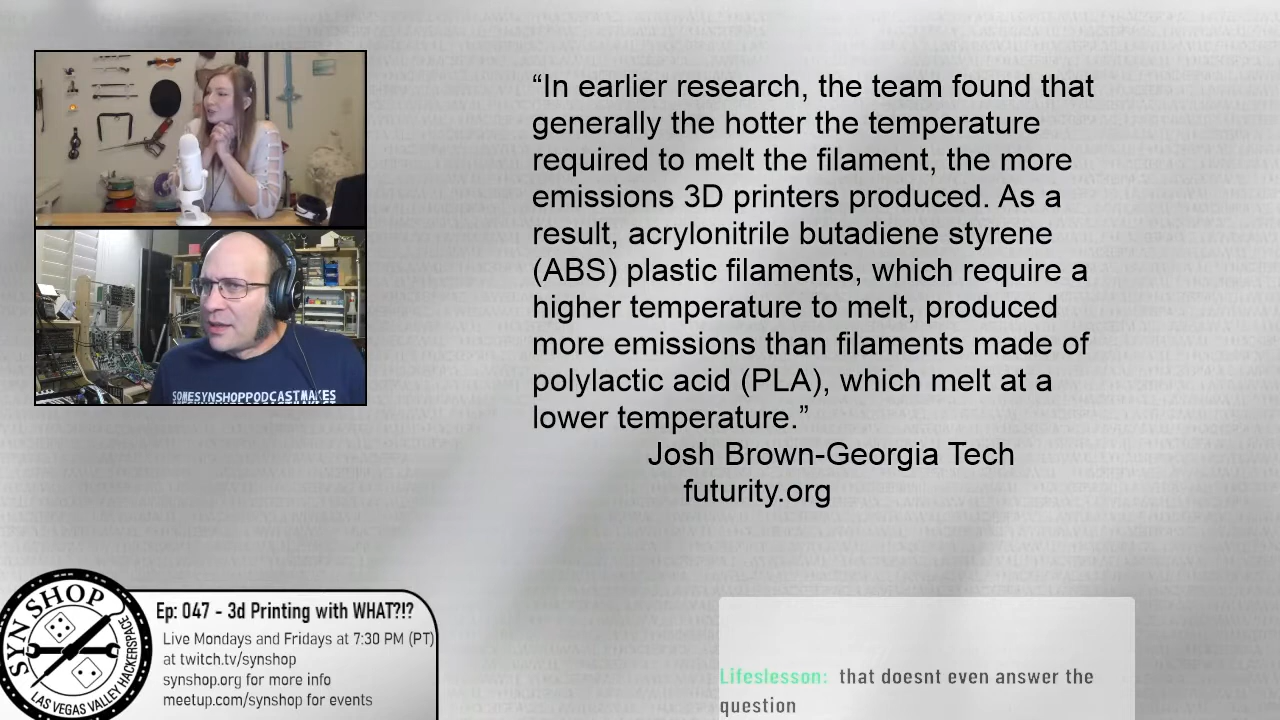 “In earlier research, the team found that
generally the hotter the temperature
required to melt the filament, the more
emissions 3D printers produced. As a
result, acrylonitrile butadiene styrene
(ABS) plastic filaments, which require a
higher temperature to melt, produced
more emissions than filaments made of
polylactic acid (PLA), which melt at a
lower temperature.”
Josh Brown-Georgia Tech
futurity.org
SOMESYNSHOPPODCASTMAKES
SYN SHOP
LAS VEGAS VALLEY HACKERSPACE
Ep: 047 - 3d Printing with WHAT?!?
Live Mondays and Fridays at 7:30 PM (PT)
at twitch.tv/synshop
synshop.org for more info
meetup.com/synshop for events
Lifeslesson: that doesnt even answer the
question